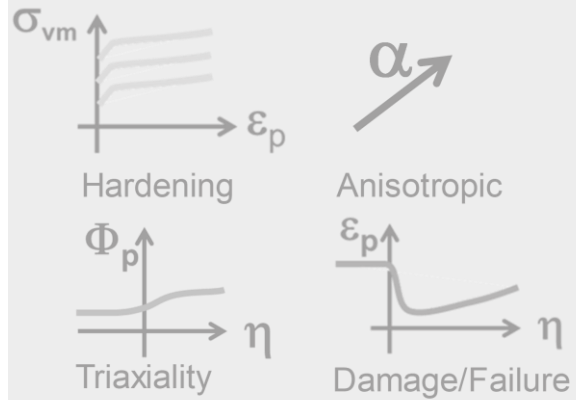 σvm
εp
Hardening
α
Anisotropic
Φp
η
Triaxiality
εp
η
Damage/Failure